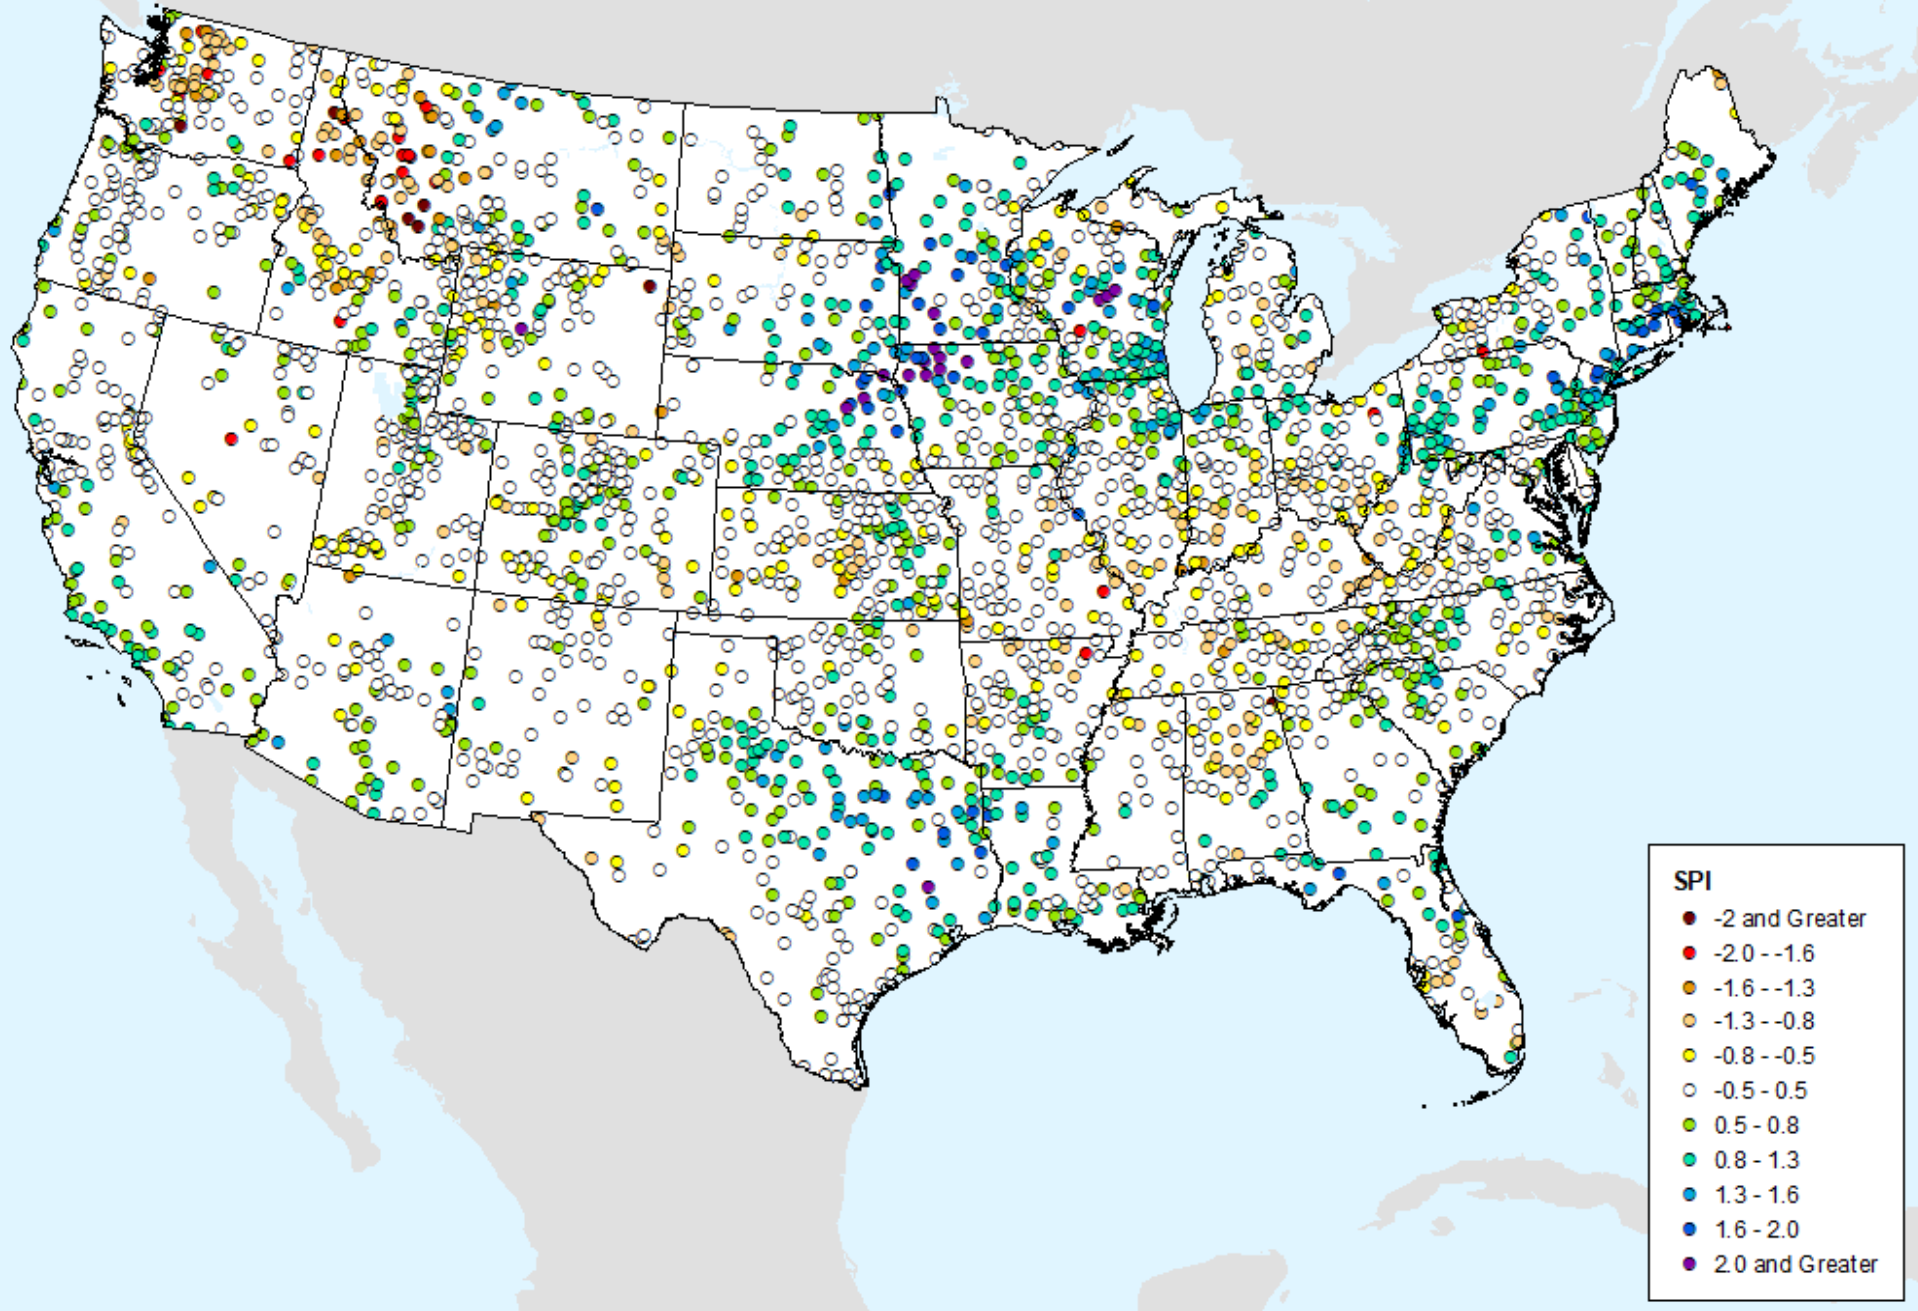 SPI
-2 and Greater
-2.0 - -1.6
-1.6 - -1.3
-1.3 - -0.8
-0.8 - -0.5
-0.5 - 0.5
0.5 - 0.8
0.8 - 1.3
1.3 - 1.6
1.6 - 2.0
2.0 and Greater